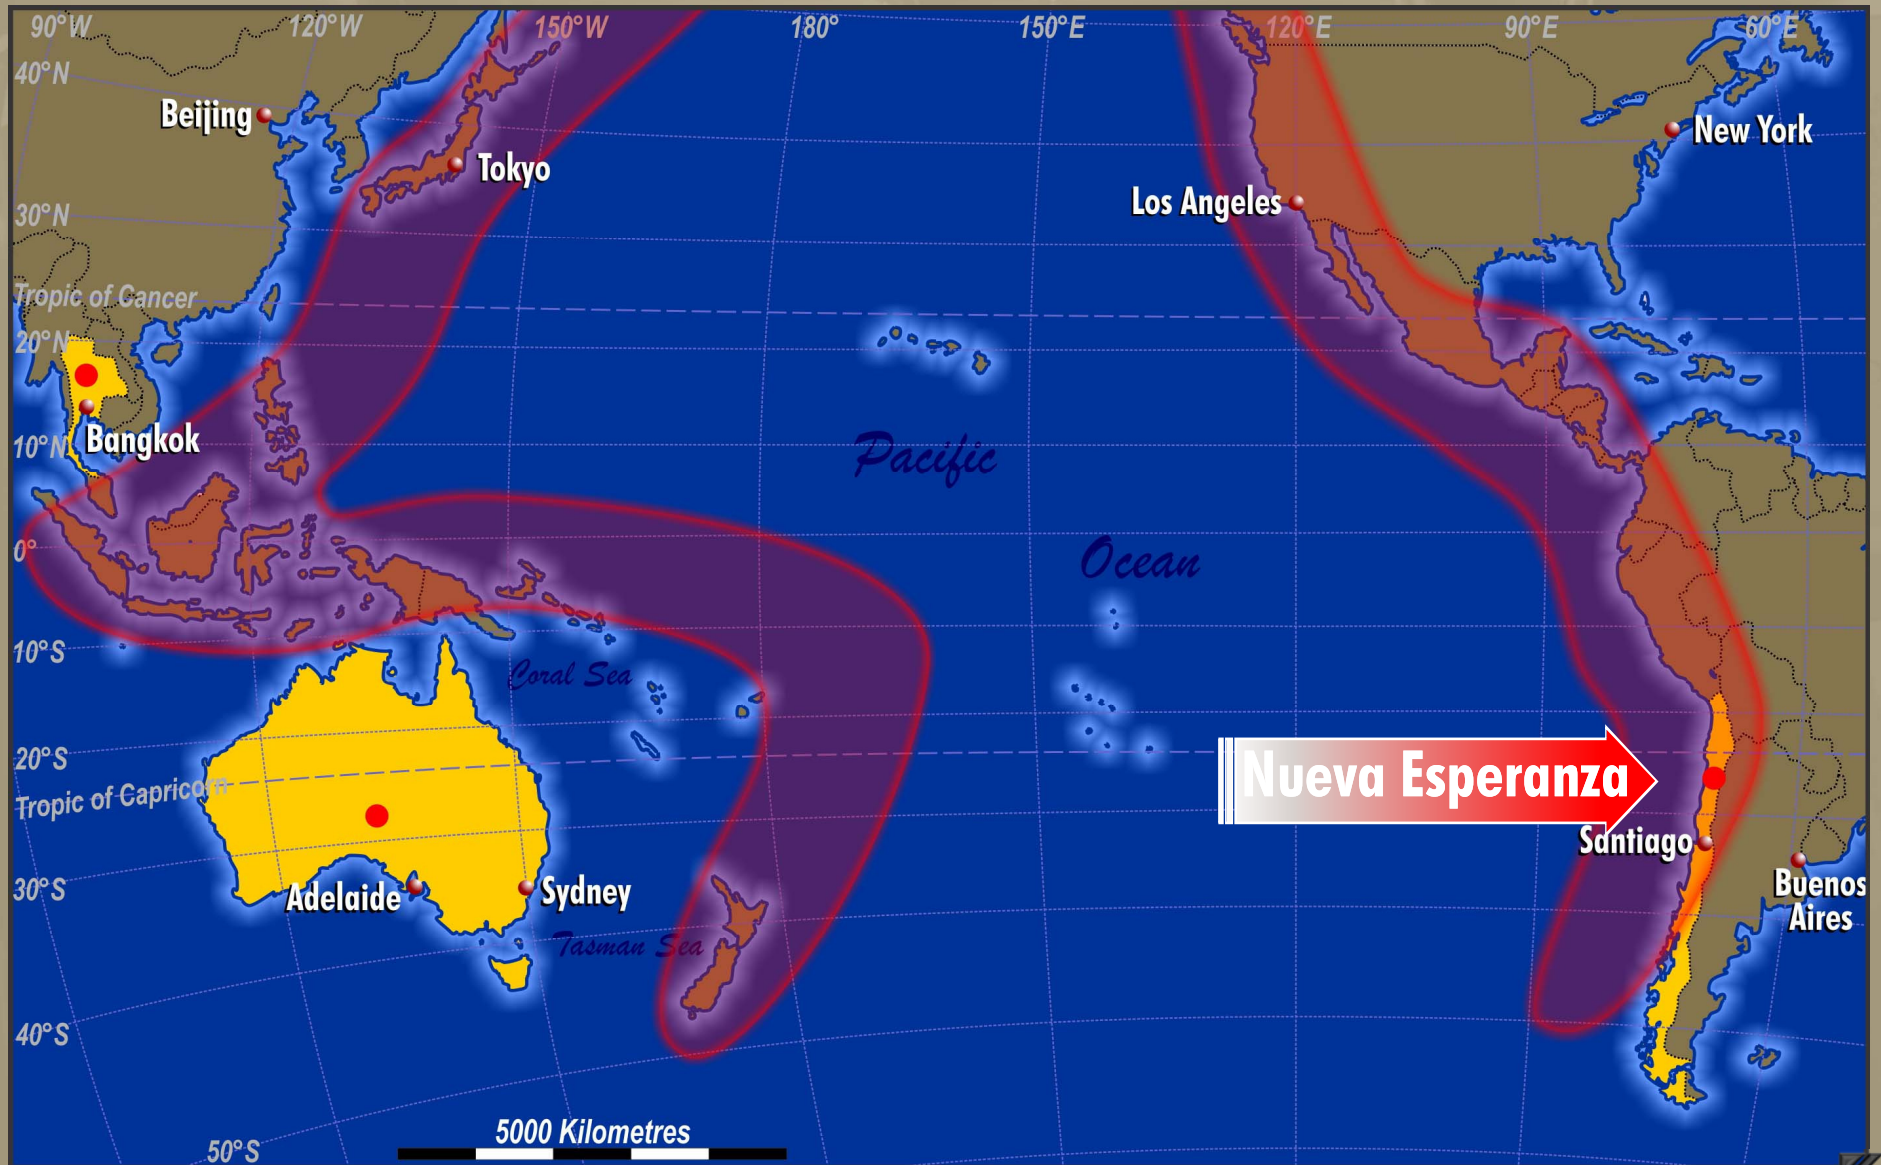 90°W
120°W
150°W
180°
150°E
120°E
90°E
60°E
40°N
Beijing
New York
Tokyo
Los Angeles
30°N
Tropic of Cancer
20°N
Bangkok
10°N
Pacific
0°
Ocean
10°S
Coral Sea
20°S
Nueva Esperanza
Tropic of Capricorn
Santiago
30°S
Adelaide
Sydney
Buenos
Aires
Tasman Sea
40°S
5000 Kilometres
50°S